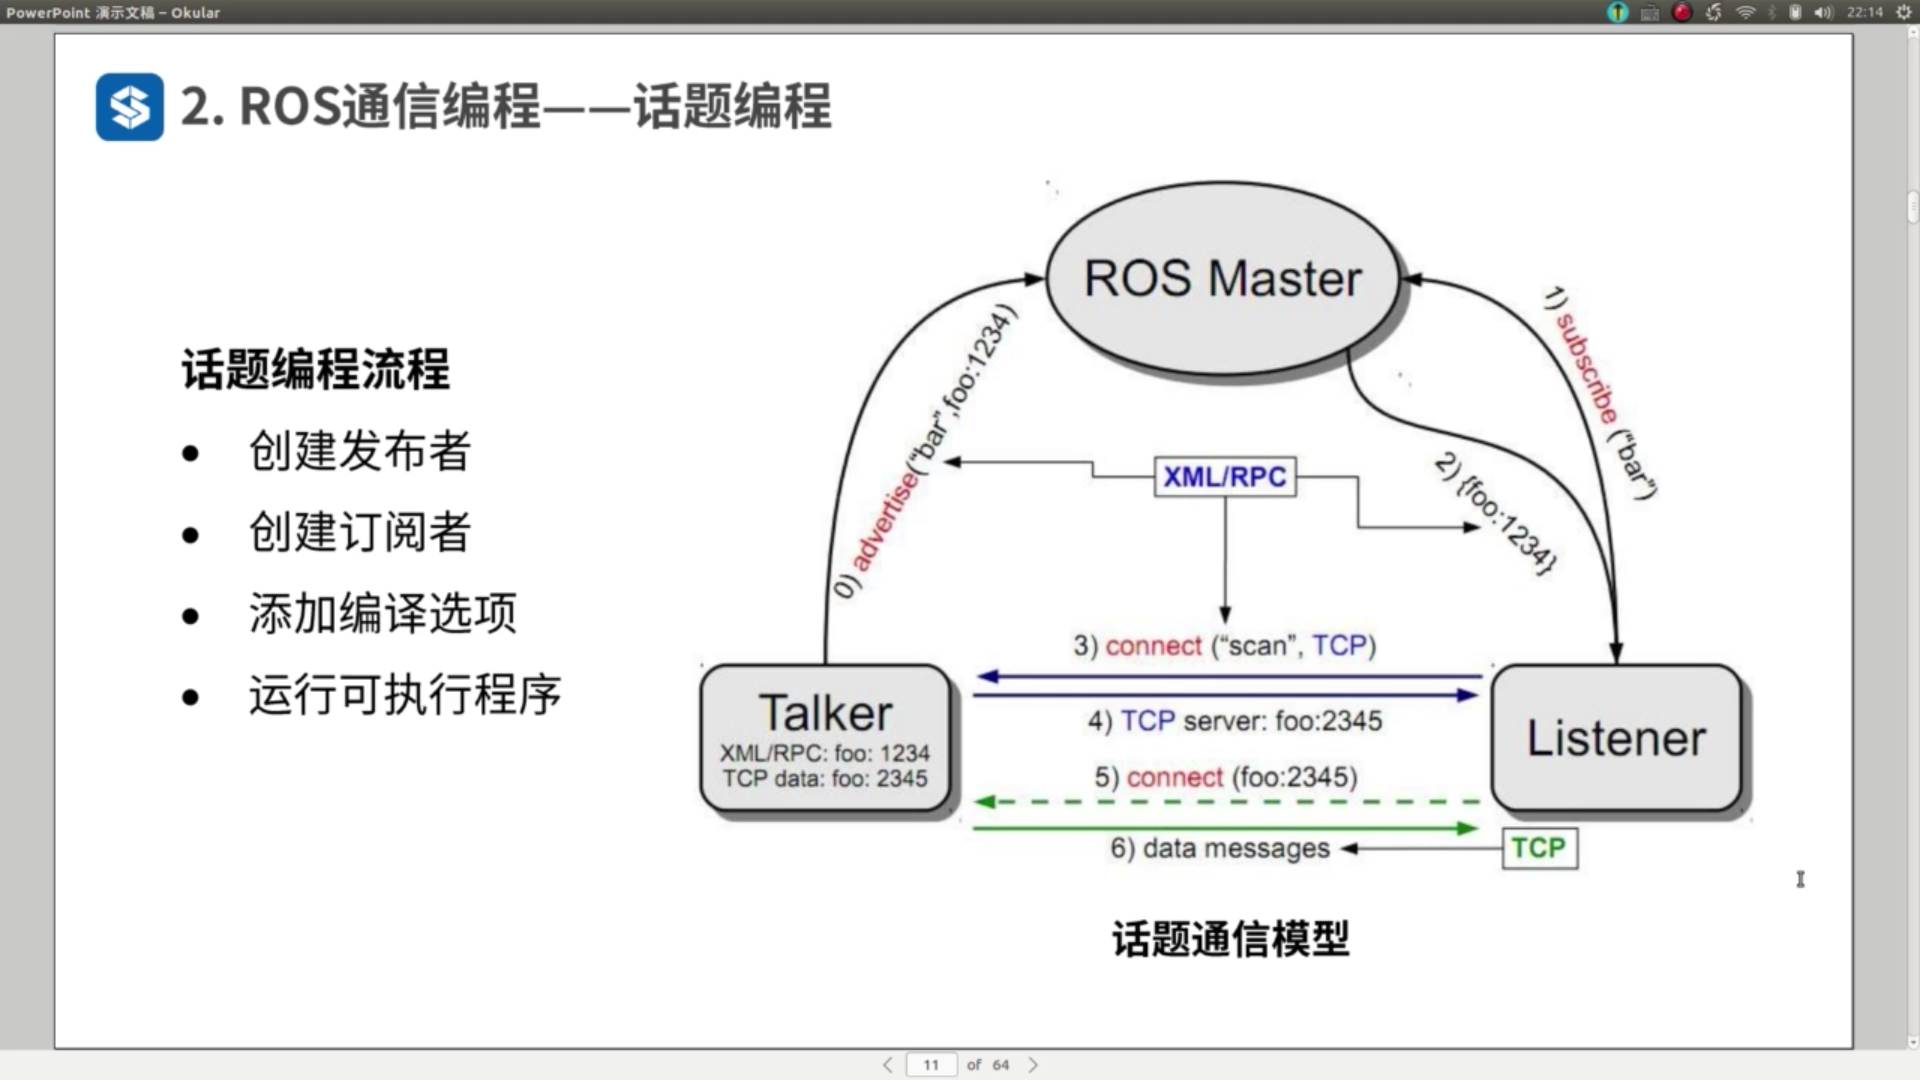 PowerPoint 演示文稿 – Okular
22:14
2. ROS通信编程——话题编程
话题编程流程
• 创建发布者
• 创建订阅者
• 添加编译选项
• 运行可执行程序
ROS Master
0) advertise(“bar”,foo:1234)
1) subscribe (“bar”)
XML/RPC
2) {foo:1234}
3) connect (“scan”, TCP)
Talker
XML/RPC: foo: 1234
TCP data: foo: 2345
4) TCP server: foo:2345
Listener
5) connect (foo:2345)
6) data messages
TCP
话题通信模型
11 of 64